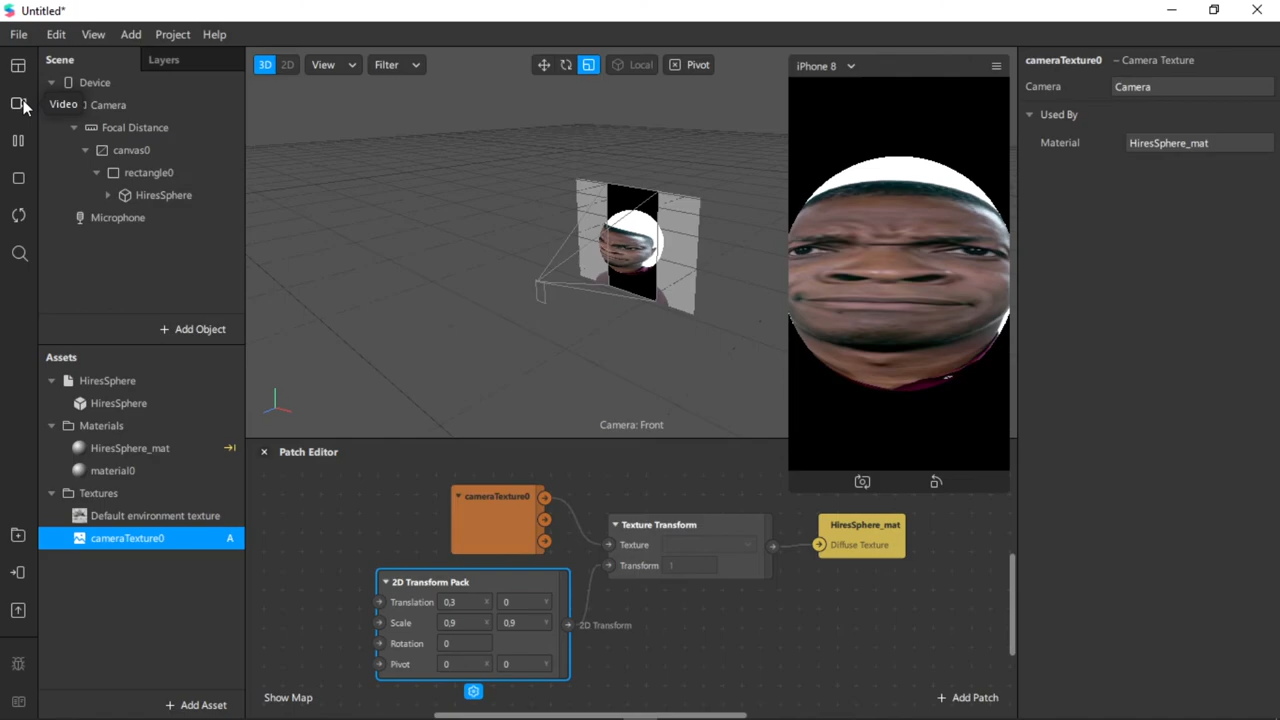 Untitled*
File Edit View Add Project Help
Scene Layers
Device
Camera
Video
Focal Distance
canvas0
rectangle0
HiresSphere
Microphone
+ Add Object
Assets
HiresSphere
HiresSphere
Materials
HiresSphere_mat
material0
Textures
Default environment texture
cameraTexture0 A
+ Add Asset
3D 2D View Filter Local Pivot
Camera: Front
iPhone 8
Patch Editor
cameraTexture0
Texture Transform
Texture
Transform 1
HiresSphere_mat
Diffuse Texture
2D Transform Pack
Translation 0,3 X 0 Y
Scale 0,9 X 0,9 Y
2D Transform
Rotation 0
Pivot 0 X 0 Y
Show Map
+ Add Patch
cameraTexture0 – Camera Texture
Camera Camera
Used By
Material HiresSphere_mat